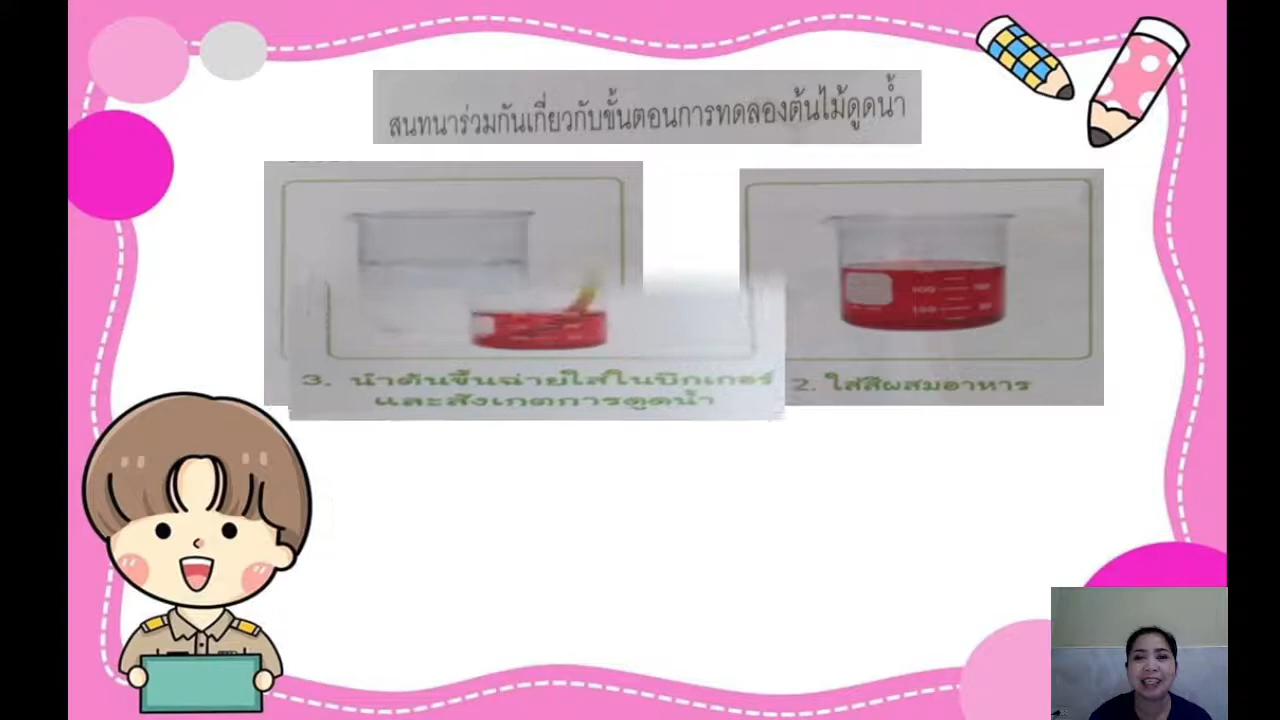 สนทนาร่วมกันเกี่ยวกับขั้นตอนการทดลองต้นไม้ดูดน้ำ
3. นำต้นขึ้นฉ่ายใส่ในบีกเกอร์
และสังเกตการดูดน้ำ
2. ใส่สีผสมอาหาร